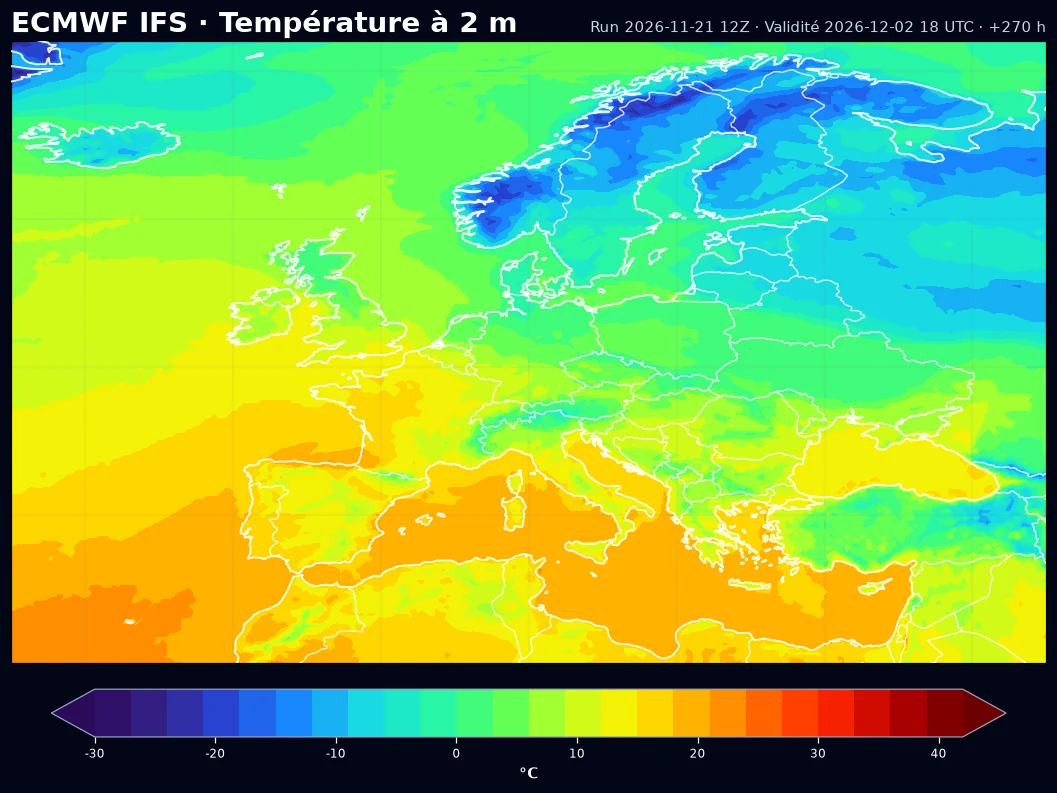 ECMWF IFS · Température à 2 m
Run 2026-11-21 12Z · Validité 2026-12-02 18 UTC · +270 h
-30 -20 -10 0 10 20 30 40
°C